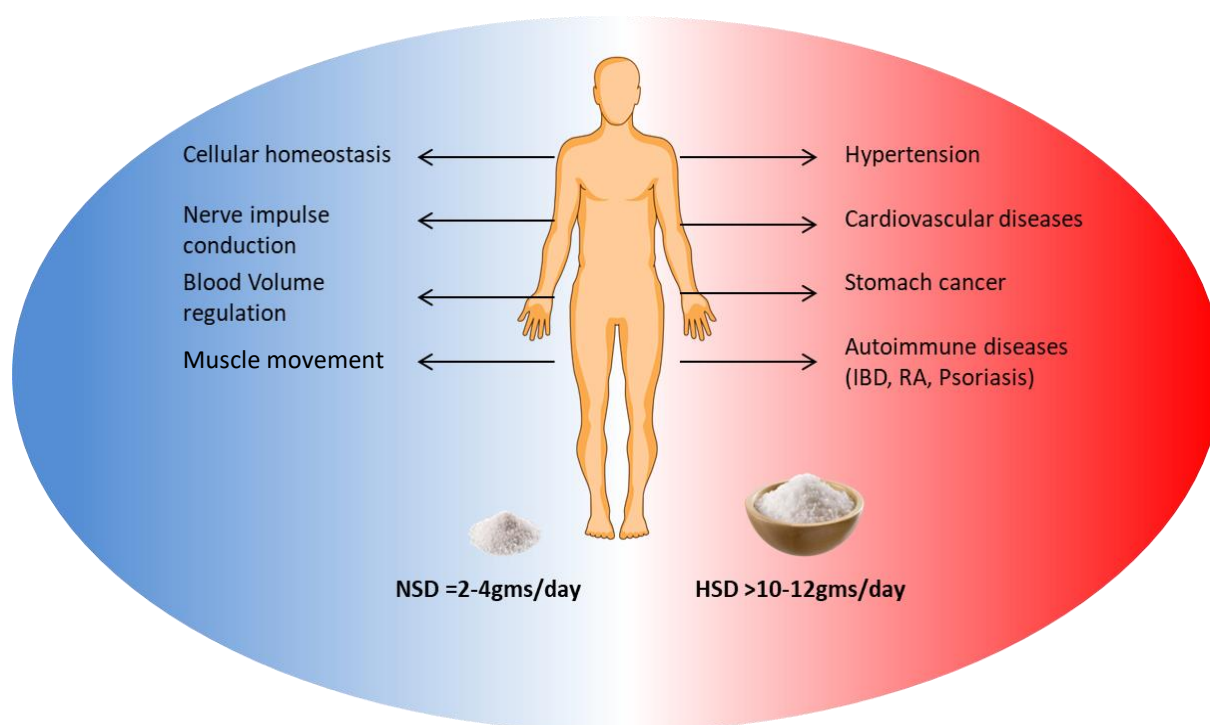 Cellular homeostasis
Nerve impulse
conduction
Blood Volume
regulation
Muscle movement
Hypertension
Cardiovascular diseases
Stomach cancer
Autoimmune diseases
(IBD, RA, Psoriasis)
NSD =2-4gms/day
HSD >10-12gms/day